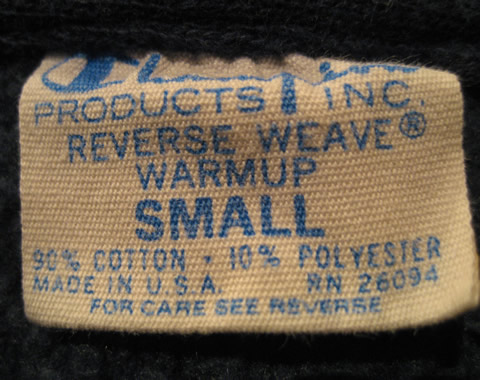 PRODUCTS, INC.
REVERSE WEAVE®
WARMUP
SMALL
90% COTTON - 10% POLYESTER
MADE IN U.S.A. RN 26094
FOR CARE SEE REVERSE